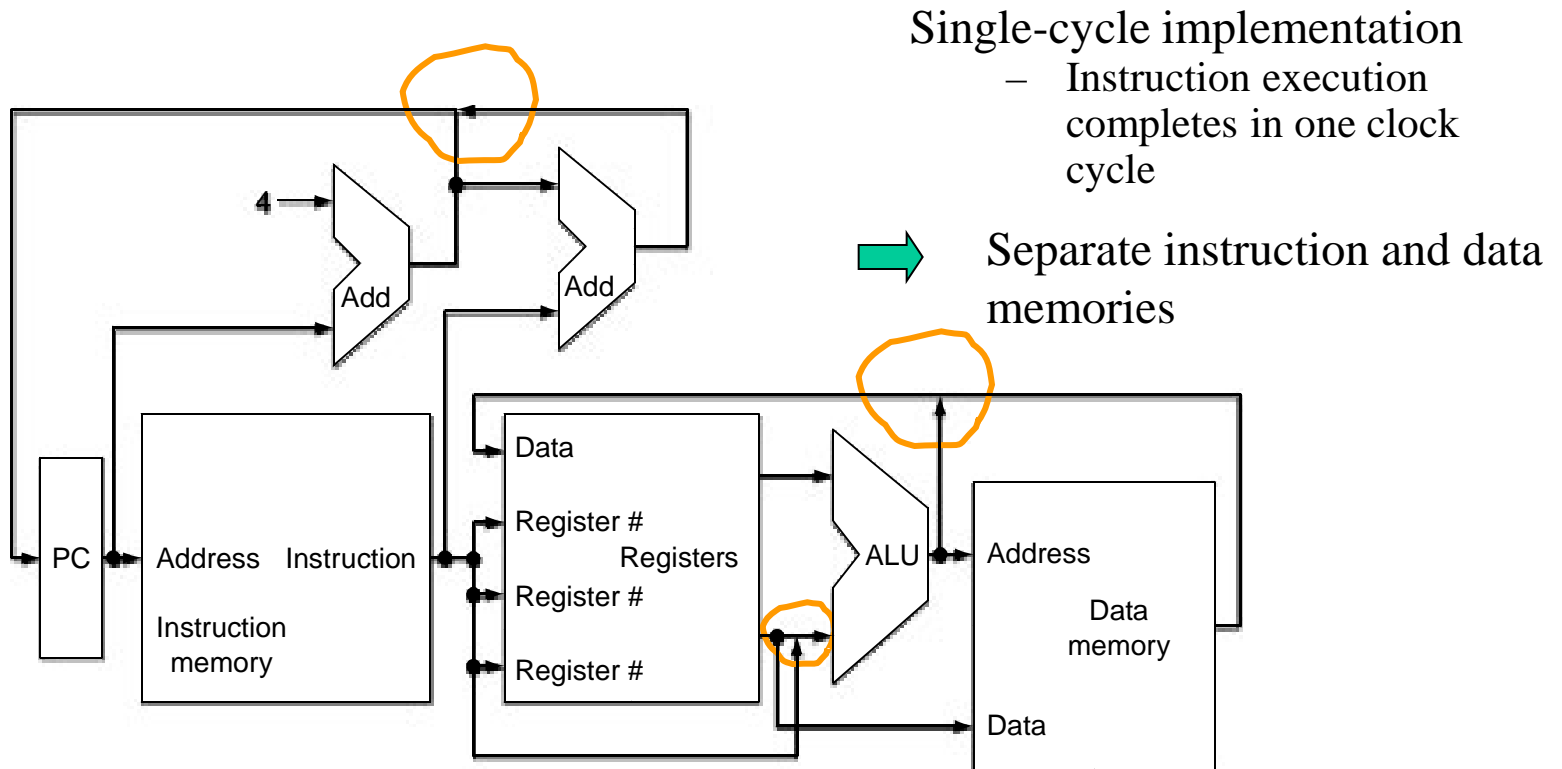 Single-cycle implementation
– Instruction execution
completes in one clock
cycle
Separate instruction and data
memories
4
Add
Add
Data
Register #
PC
Address
Instruction
Registers
ALU
Address
Register #
Instruction
memory
Data
memory
Register #
Data